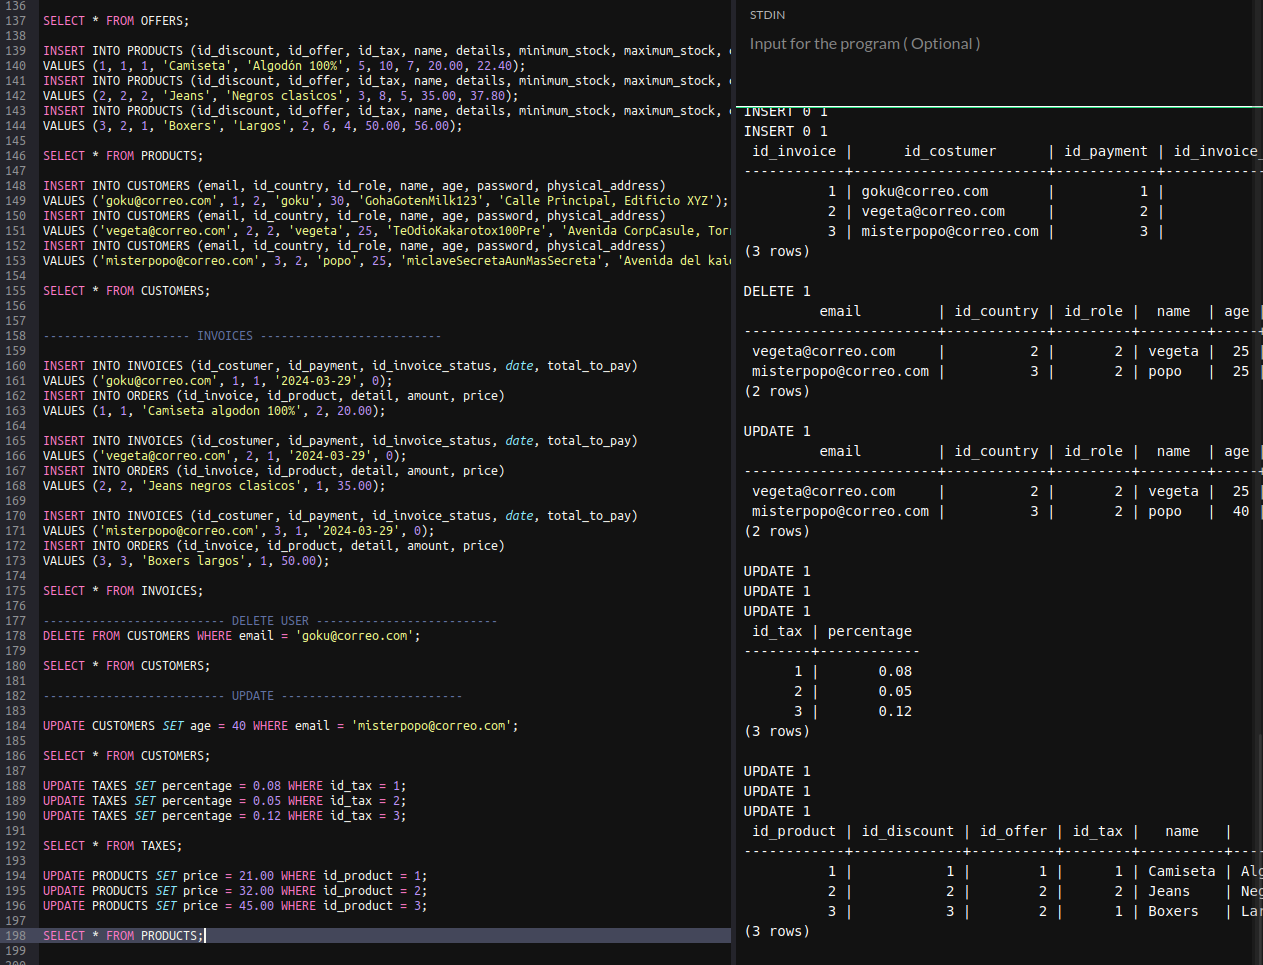 136
137 SELECT * FROM OFFERS;
138
139 INSERT INTO PRODUCTS (id_discount, id_offer, id_tax, name, details, minimum_stock, maximum_stock,
140 VALUES (1, 1, 1, 'Camiseta', 'Algodón 100%', 5, 10, 7, 20.00, 22.40);
141 INSERT INTO PRODUCTS (id_discount, id_offer, id_tax, name, details, minimum_stock, maximum_stock,
142 VALUES (2, 2, 2, 'Jeans', 'Negros clasicos', 3, 8, 5, 35.00, 37.80);
143 INSERT INTO PRODUCTS (id_discount, id_offer, id_tax, name, details, minimum_stock, maximum_stock,
144 VALUES (3, 2, 1, 'Boxers', 'Largos', 2, 6, 4, 50.00, 56.00);
145
146 SELECT * FROM PRODUCTS;
147
148 INSERT INTO CUSTOMERS (email, id_country, id_role, name, age, password, physical_address)
149 VALUES ('goku@correo.com', 1, 2, 'goku', 30, 'GohaGotenMilk123', 'Calle Principal, Edificio XYZ');
150 INSERT INTO CUSTOMERS (email, id_country, id_role, name, age, password, physical_address)
151 VALUES ('vegeta@correo.com', 2, 2, 'vegeta', 25, 'TeOdioKakarotox100Pre', 'Avenida CorpCasule, Torr
152 INSERT INTO CUSTOMERS (email, id_country, id_role, name, age, password, physical_address)
153 VALUES ('misterpopo@correo.com', 3, 2, 'popo', 25, 'miclaveSecretaAunMasSecreta', 'Avenida del kaio
154
155 SELECT * FROM CUSTOMERS;
156
157
158 --------------------- INVOICES --------------------------
159
160 INSERT INTO INVOICES (id_costumer, id_payment, id_invoice_status, date, total_to_pay)
161 VALUES ('goku@correo.com', 1, 1, '2024-03-29', 0);
162 INSERT INTO ORDERS (id_invoice, id_product, detail, amount, price)
163 VALUES (1, 1, 'Camiseta algodon 100%', 2, 20.00);
164
165 INSERT INTO INVOICES (id_costumer, id_payment, id_invoice_status, date, total_to_pay)
166 VALUES ('vegeta@correo.com', 2, 1, '2024-03-29', 0);
167 INSERT INTO ORDERS (id_invoice, id_product, detail, amount, price)
168 VALUES (2, 2, 'Jeans negros clasicos', 1, 35.00);
169
170 INSERT INTO INVOICES (id_costumer, id_payment, id_invoice_status, date, total_to_pay)
171 VALUES ('misterpopo@correo.com', 3, 1, '2024-03-29', 0);
172 INSERT INTO ORDERS (id_invoice, id_product, detail, amount, price)
173 VALUES (3, 3, 'Boxers largos', 1, 50.00);
174
175 SELECT * FROM INVOICES;
176
177 -------------------------- DELETE USER --------------------------
178 DELETE FROM CUSTOMERS WHERE email = 'goku@correo.com';
179
180 SELECT * FROM CUSTOMERS;
181
182 -------------------------- UPDATE --------------------------
183
184 UPDATE CUSTOMERS SET age = 40 WHERE email = 'misterpopo@correo.com';
185
186 SELECT * FROM CUSTOMERS;
187
188 UPDATE TAXES SET percentage = 0.08 WHERE id_tax = 1;
189 UPDATE TAXES SET percentage = 0.05 WHERE id_tax = 2;
190 UPDATE TAXES SET percentage = 0.12 WHERE id_tax = 3;
191
192 SELECT * FROM TAXES;
193
194 UPDATE PRODUCTS SET price = 21.00 WHERE id_product = 1;
195 UPDATE PRODUCTS SET price = 32.00 WHERE id_product = 2;
196 UPDATE PRODUCTS SET price = 45.00 WHERE id_product = 3;
197
198 SELECT * FROM PRODUCTS;
199
STDIN
Input for the program ( Optional )
INSERT 0 1
INSERT 0 1
id_invoice | id_costumer | id_payment | id_invoice_
------------+-----------------------+------------+-----------
1 | goku@correo.com | 1 |
2 | vegeta@correo.com | 2 |
3 | misterpopo@correo.com | 3 |
(3 rows)
DELETE 1
email | id_country | id_role | name | age |
-----------------------+------------+---------+--------+-----
vegeta@correo.com | 2 | 2 | vegeta | 25 |
misterpopo@correo.com | 3 | 2 | popo | 25 |
(2 rows)
UPDATE 1
email | id_country | id_role | name | age |
-----------------------+------------+---------+--------+-----
vegeta@correo.com | 2 | 2 | vegeta | 25 |
misterpopo@correo.com | 3 | 2 | popo | 40 |
(2 rows)
UPDATE 1
UPDATE 1
UPDATE 1
id_tax | percentage
--------+------------
1 | 0.08
2 | 0.05
3 | 0.12
(3 rows)
UPDATE 1
UPDATE 1
UPDATE 1
id_product | id_discount | id_offer | id_tax | name |
------------+-------------+----------+--------+----------+----
1 | 1 | 1 | 1 | Camiseta | Alg
2 | 2 | 2 | 2 | Jeans | Neg
3 | 3 | 2 | 1 | Boxers | Lar
(3 rows)